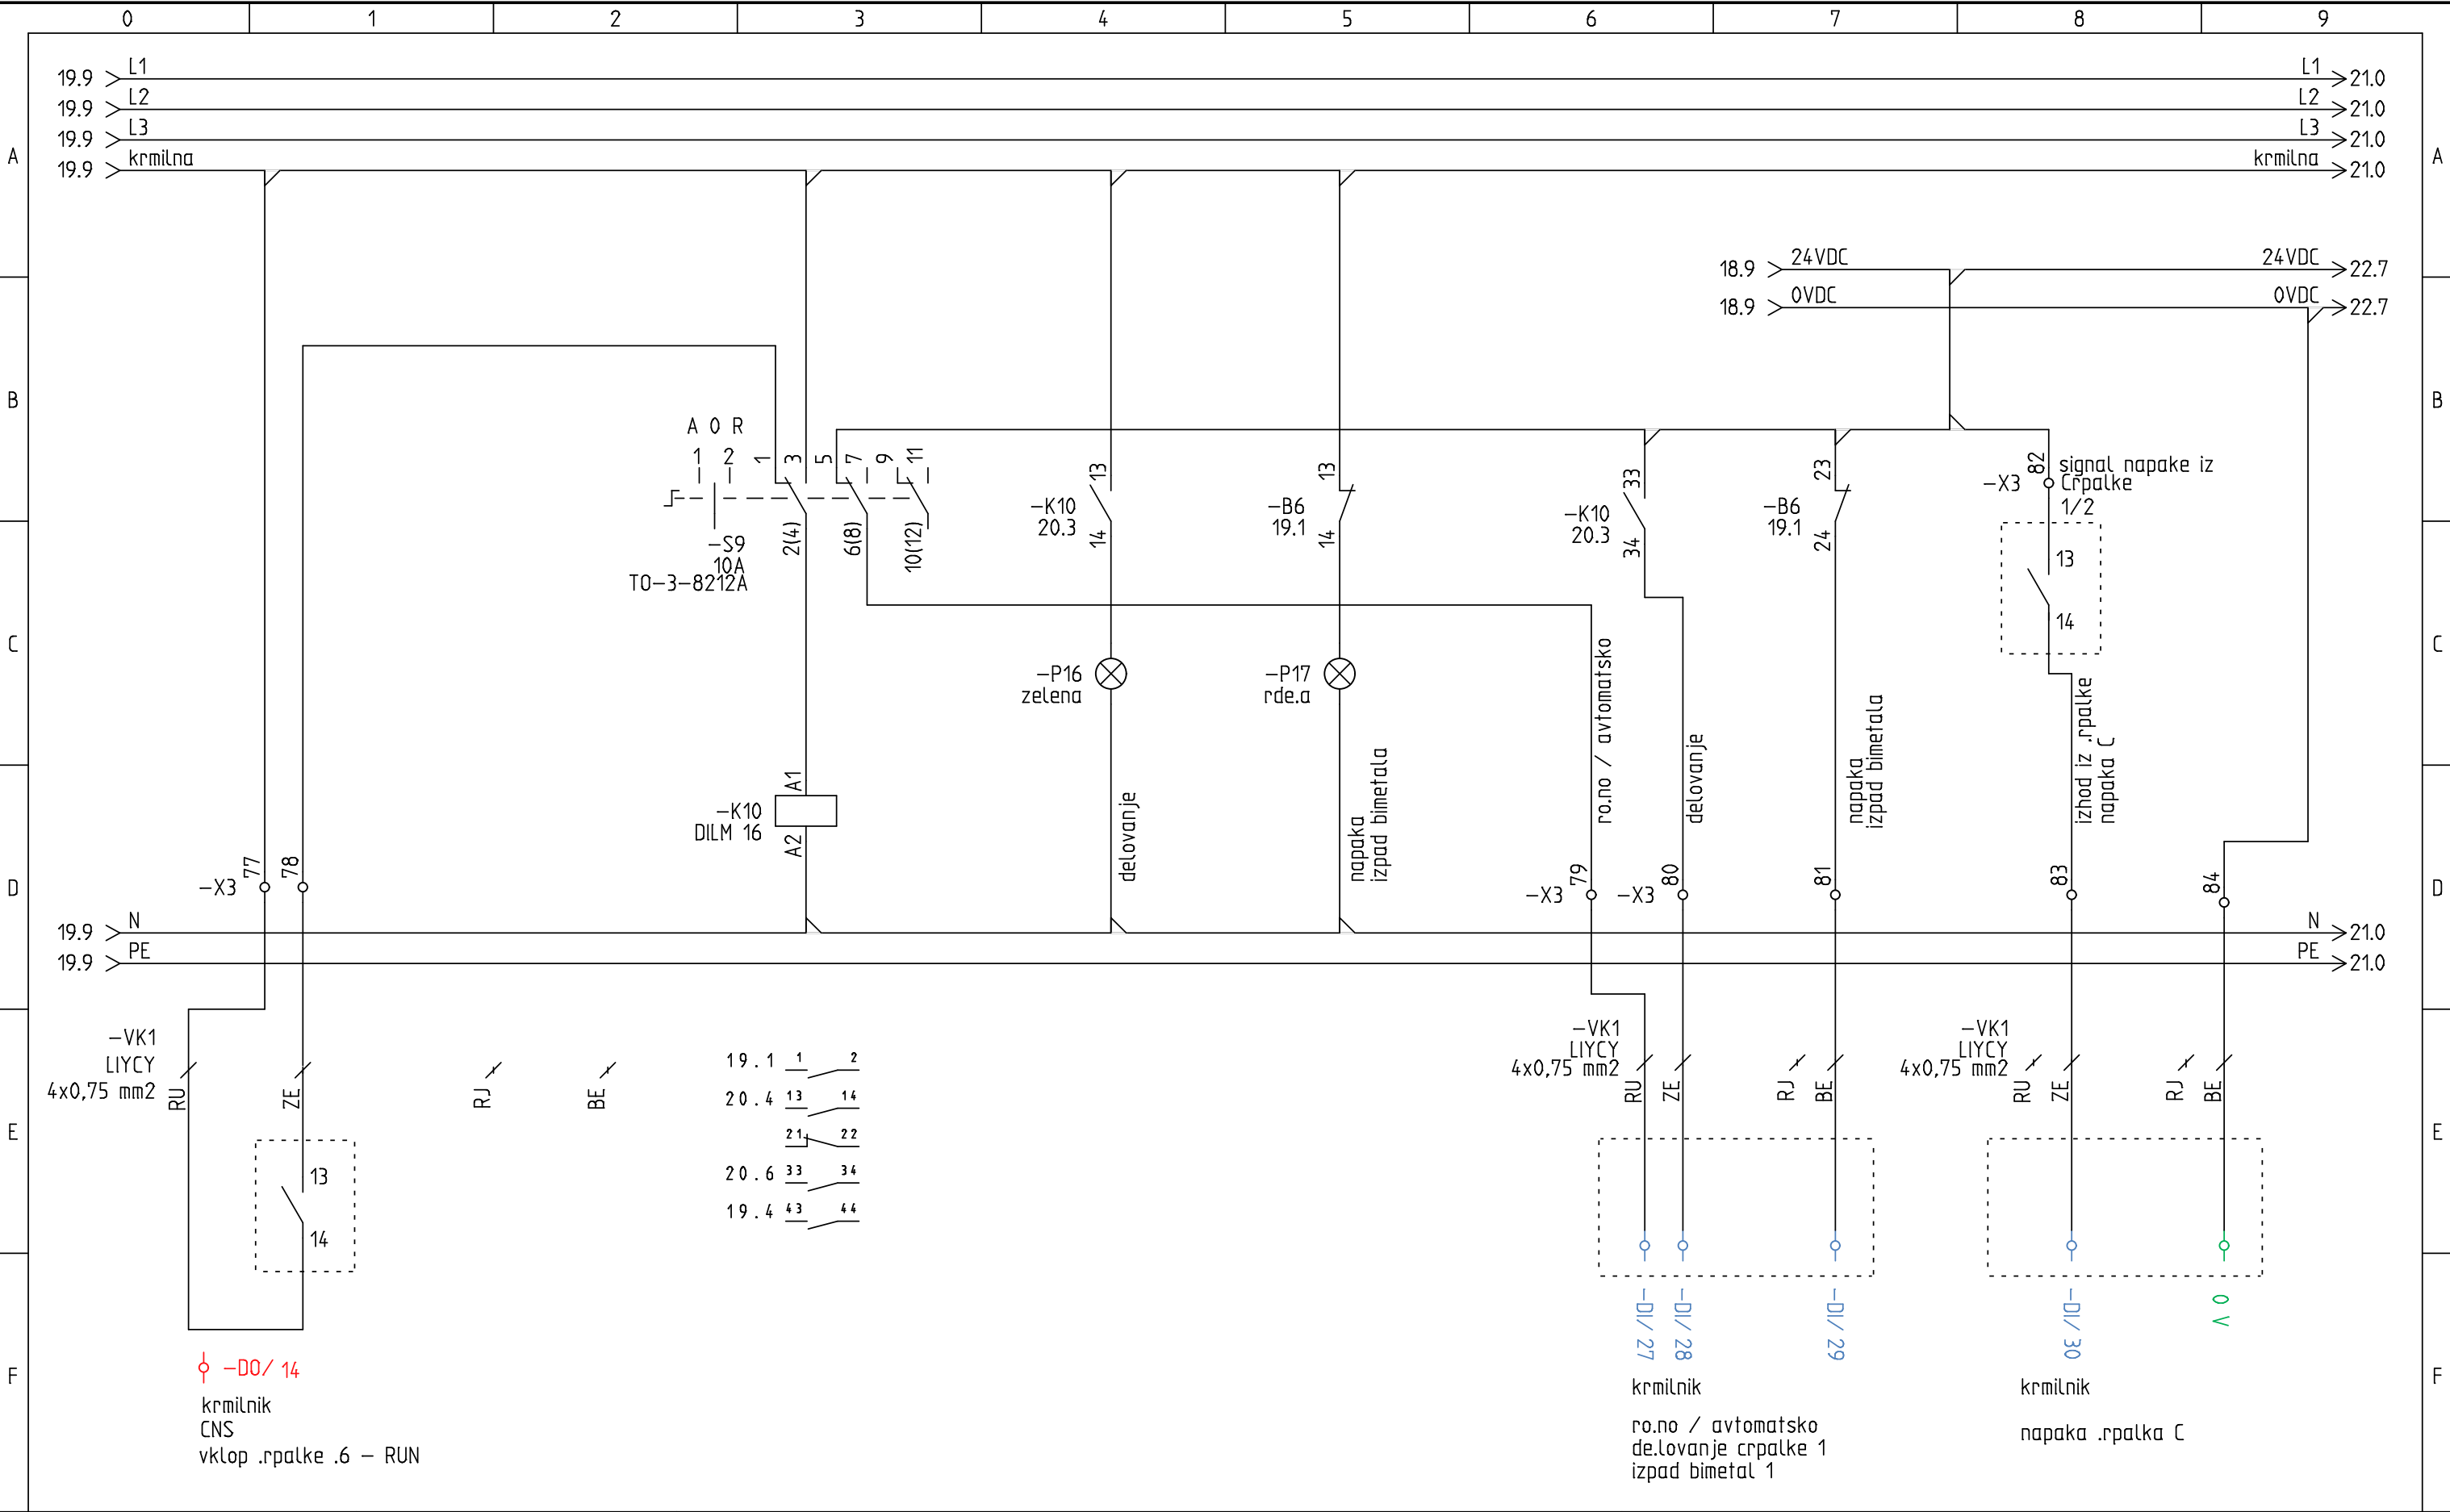 0 1 2 3 4 5 6 7 8 9
19.9 L1 L1 21.0
19.9 L2 L2 21.0
19.9 L3 L3 21.0
A A
19.9 krmilna krmilna 21.0
18.9 24VDC 24VDC 22.7
18.9 0VDC 0VDC 22.7
B B
A 0 R
1 2
1 3 5 7 9 11
2(4) 6(8) 10(12)
-S9
10A
T0-3-8212A
13
-K10
20.3
14
13
-B6
19.1
14
33
-K10
20.3
34
23
-B6
19.1
24
82
-X3
signal napake iz
Crpalke
1/2
13
14
C C
-P16
zelena
-P17
rde.a
ro.no / avtomatsko
delovanje
napaka
izpad bimetala
izhod iz .rpalke
napaka C
A1
-K10
DILM 16
A2
delovanje
napaka
izpad bimetala
-X3 77 78
-X3 79
-X3 80
81
83
84
D D
19.9 N N 21.0
19.9 PE PE 21.0
-VK1
LIYCY
4x0,75 mm2
RU ZE RJ BE
19.1 1 2
20.4 13 14
21 22
20.6 33 34
19.4 43 44
-VK1
LIYCY
4x0,75 mm2
RU ZE RJ BE
-VK1
LIYCY
4x0,75 mm2
RU ZE RJ BE
E E
13
14
-DI/ 27
-DI/ 28
-DI/ 29
-DI/ 30
0 V
F F
-DO/ 14
krmilnik
CNS
vklop .rpalke .6 - RUN
krmilnik
ro.no / avtomatsko
de.lovanje crpalke 1
izpad bimetal 1
krmilnik
napaka .rpalka C